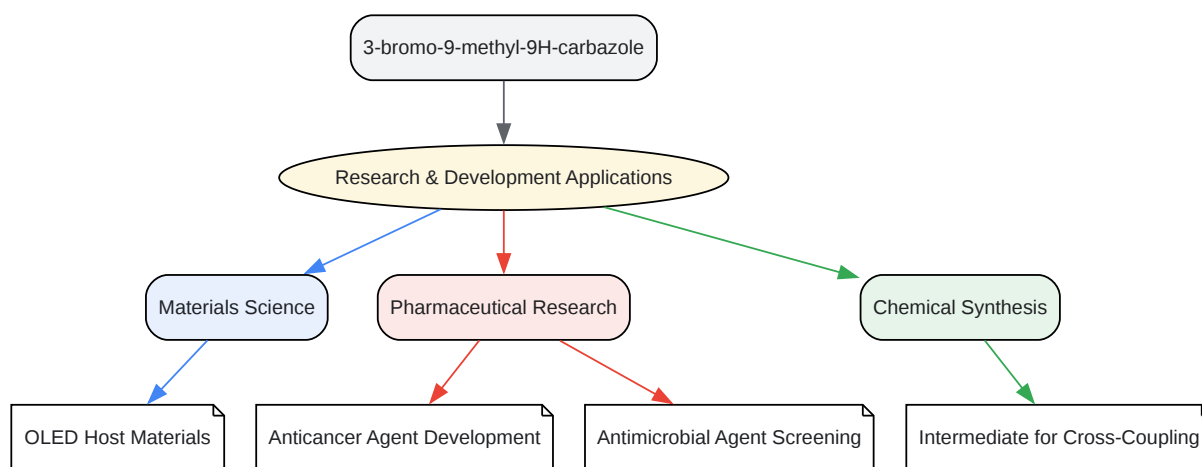 3-bromo-9-methyl-9H-carbazole
Research & Development Applications
Materials Science
Pharmaceutical Research
Chemical Synthesis
OLED Host Materials
Anticancer Agent Development
Antimicrobial Agent Screening
Intermediate for Cross-Coupling